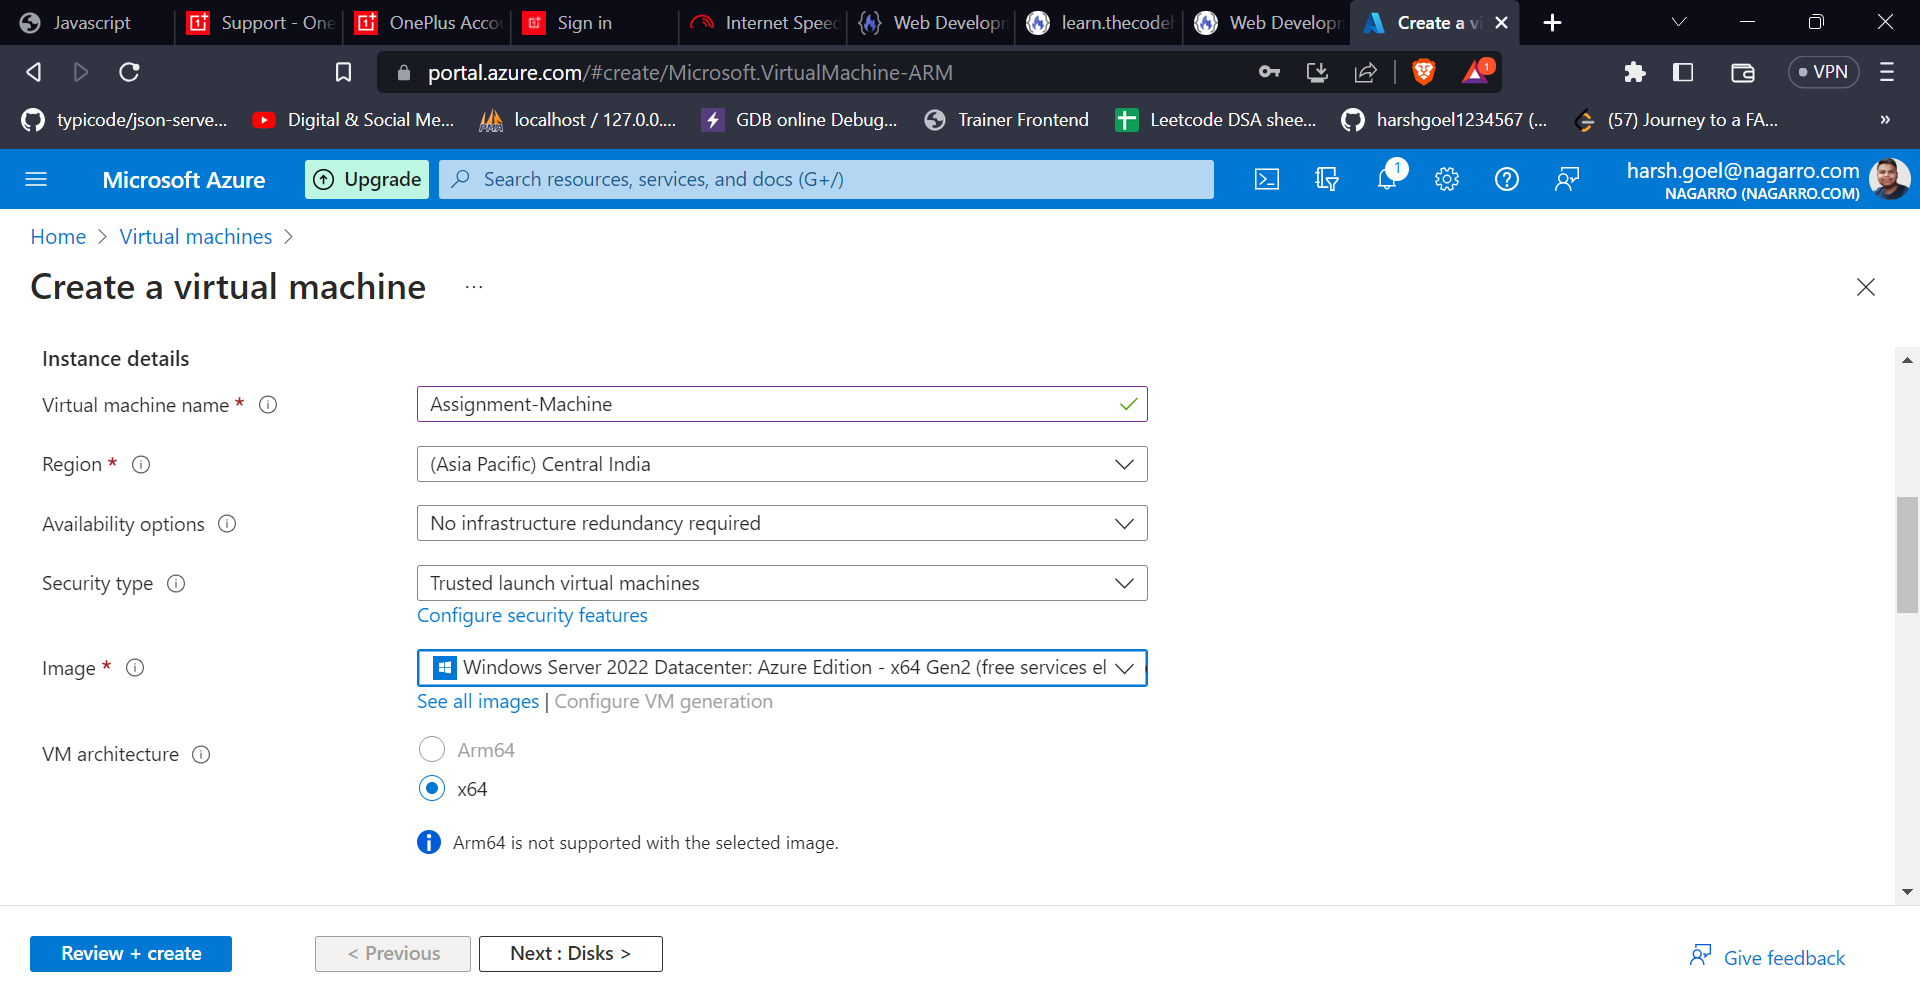 Javascript
Support - One
OnePlus Accou
Sign in
Internet Speed
Web Developm
learn.thecode
Web Developm
Create a vi
portal.azure.com/#create/Microsoft.VirtualMachine-ARM
1
VPN
typicode/json-serve...
Digital & Social Me...
localhost / 127.0.0....
GDB online Debug...
Trainer Frontend
Leetcode DSA shee...
harshgoel1234567 (...
(57) Journey to a FA...
»
Microsoft Azure
Upgrade
Search resources, services, and docs (G+/)
1
harsh.goel@nagarro.com
NAGARRO (NAGARRO.COM)
Home > Virtual machines >
Create a virtual machine ...
Instance details
Virtual machine name *
Assignment-Machine
Region *
(Asia Pacific) Central India
Availability options
No infrastructure redundancy required
Security type
Trusted launch virtual machines
Configure security features
Image *
Windows Server 2022 Datacenter: Azure Edition - x64 Gen2 (free services el
See all images | Configure VM generation
VM architecture
Arm64
x64
Arm64 is not supported with the selected image.
Review + create
< Previous
Next : Disks >
Give feedback